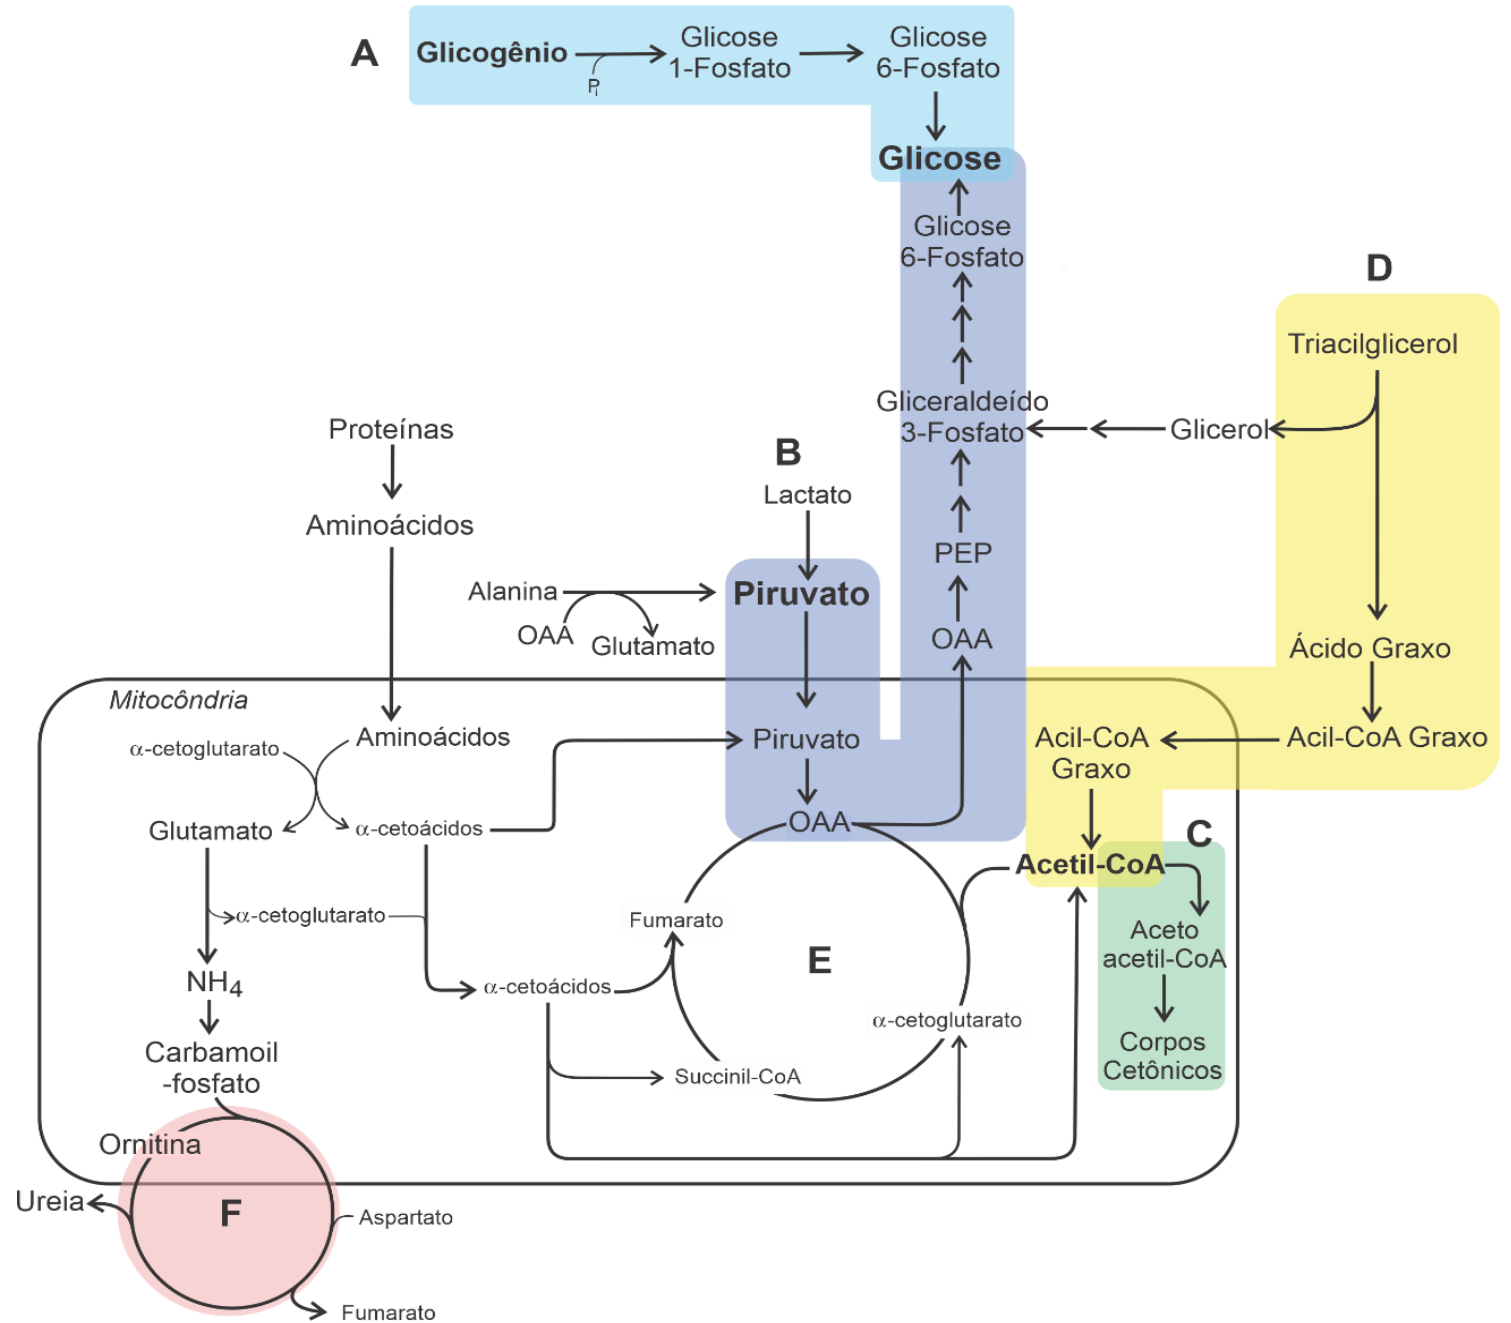 A
Glicogênio
Pi
Glicose
1-Fosfato
Glicose
6-Fosfato
Glicose
Glicose
6-Fosfato
D
Triacilglicerol
Gliceraldeído
3-Fosfato
Glicerol
Proteínas
B
Lactato
Aminoácidos
PEP
Alanina
Piruvato
OAA
Glutamato
OAA
Ácido Graxo
Mitocôndria
α-cetoglutarato
Aminoácidos
Piruvato
Acil-CoA
Graxo
Acil-CoA Graxo
Glutamato
α-cetoácidos
OAA
C
Acetil-CoA
α-cetoglutarato
Fumarato
Aceto
acetil-CoA
E
NH4
α-cetoácidos
α-cetoglutarato
Corpos
Cetônicos
Carbamoil
-fosfato
Succinil-CoA
Ornitina
Ureia
F
Aspartato
Fumarato